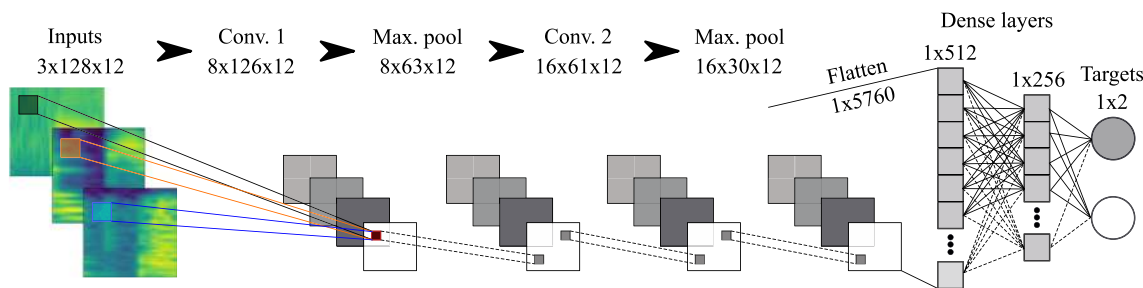 Inputs
3x128x12
Conv. 1
8x126x12
Max. pool
8x63x12
Conv. 2
16x61x12
Max. pool
16x30x12
Flatten
1x5760
Dense layers
1x512
1x256
Targets
1x2